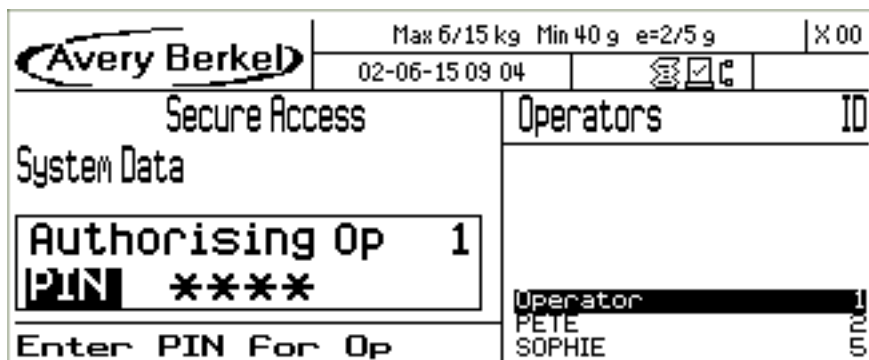 Avery Berkel
Max 6/15 kg Min 40 g e=2/5 g
X 00
02-06-15 09 04
Secure Access
System Data
Authorising Op 1
PIN ****
Enter PIN For Op
Operators ID
Operator 1
PETE 2
SOPHIE 5